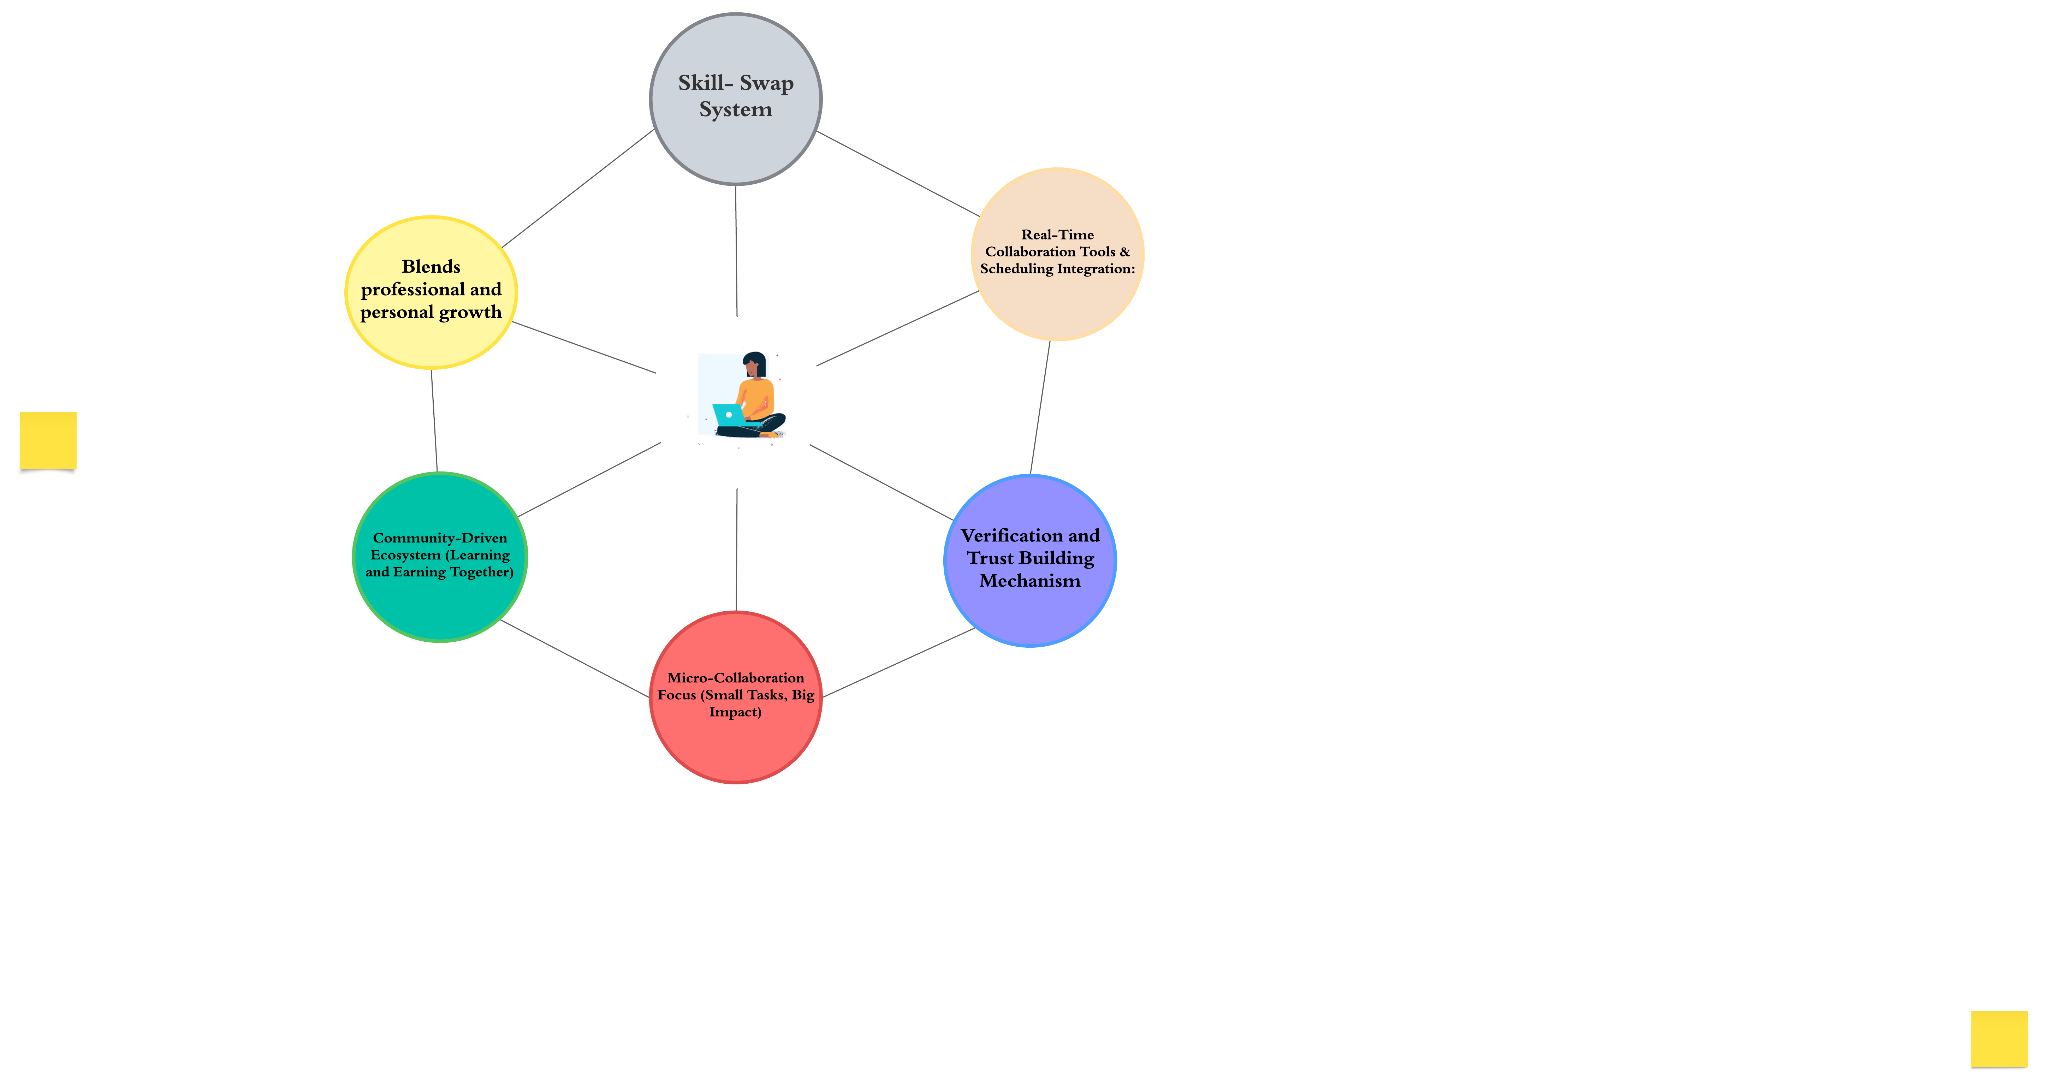 Skill- Swap
System
Real-Time
Collaboration Tools &
Scheduling Integration:
Blends
professional and
personal growth
Community-Driven
Ecosystem (Learning
and Earning Together)
Verification and
Trust Building
Mechanism
Micro-Collaboration
Focus (Small Tasks, Big
Impact)